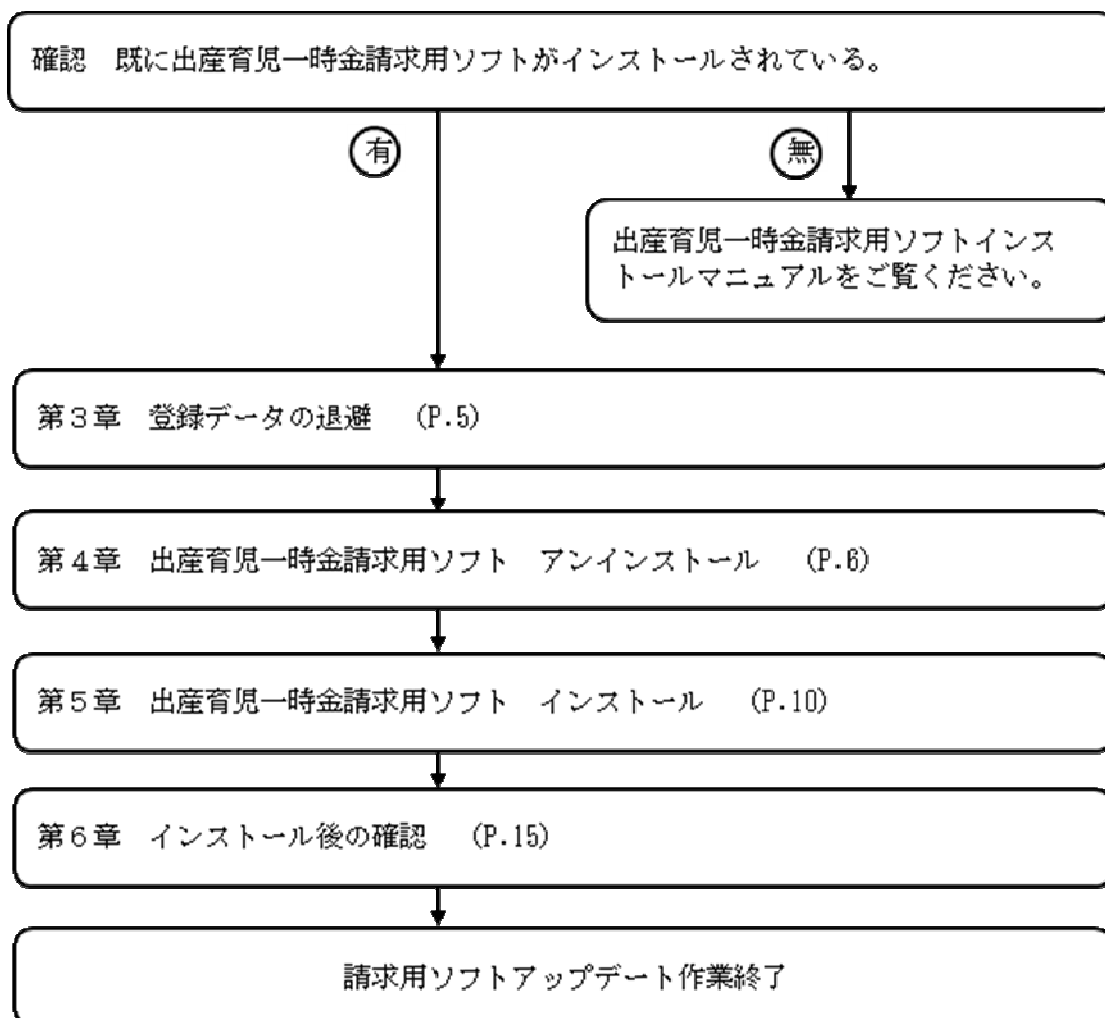 確認 既に出産育児一時金請求用ソフトがインストールされている。
有
無
出産育児一時金請求用ソフトインス
トールマニュアルをご覧ください。
第3章 登録データの退避 (P.5)
第4章 出産育児一時金請求用ソフト アンインストール (P.6)
第5章 出産育児一時金請求用ソフト インストール (P.10)
第6章 インストール後の確認 (P.15)
請求用ソフトアップデート作業終了